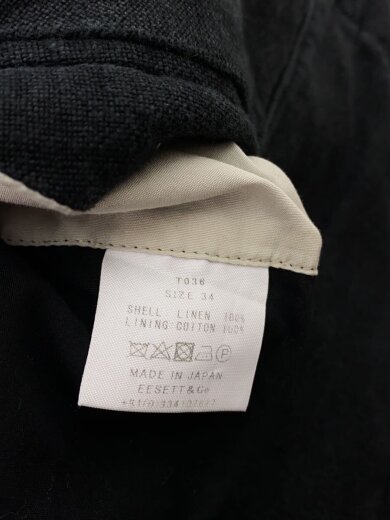 T036
SIZE 34
SHELL LINEN 100%
LINING COTTON 100%
MADE IN JAPAN
EESETT&Co